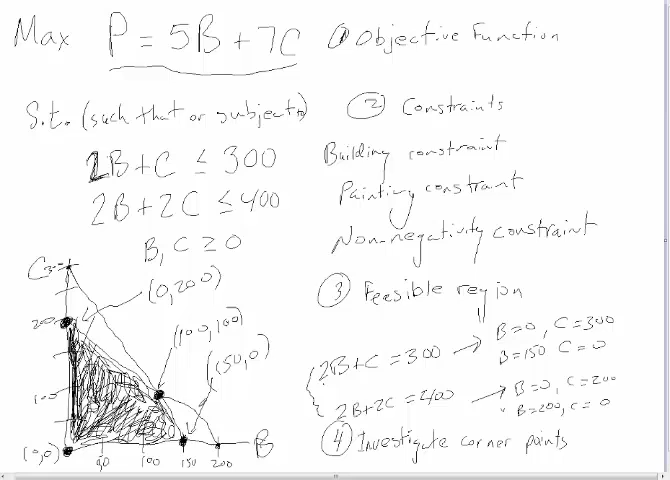 Max P = 5B + 7C ① Objective Function
S.t. (such that or subject to) ② Constraints
2B + C ≤ 300 Building constraint
2B + 2C ≤ 400 Painting constraint
B, C ≥ 0 Non-negativity constraint
C
(0,200) ③ Feasible region
(100,100) 2B + C = 300 → B=0, C=300
B=150 C=0
(150,0) 2B + 2C = 400 → B=0, C=200
B=200, C=0
100
(0,0) 100 150 200 B ④ Investigate corner points